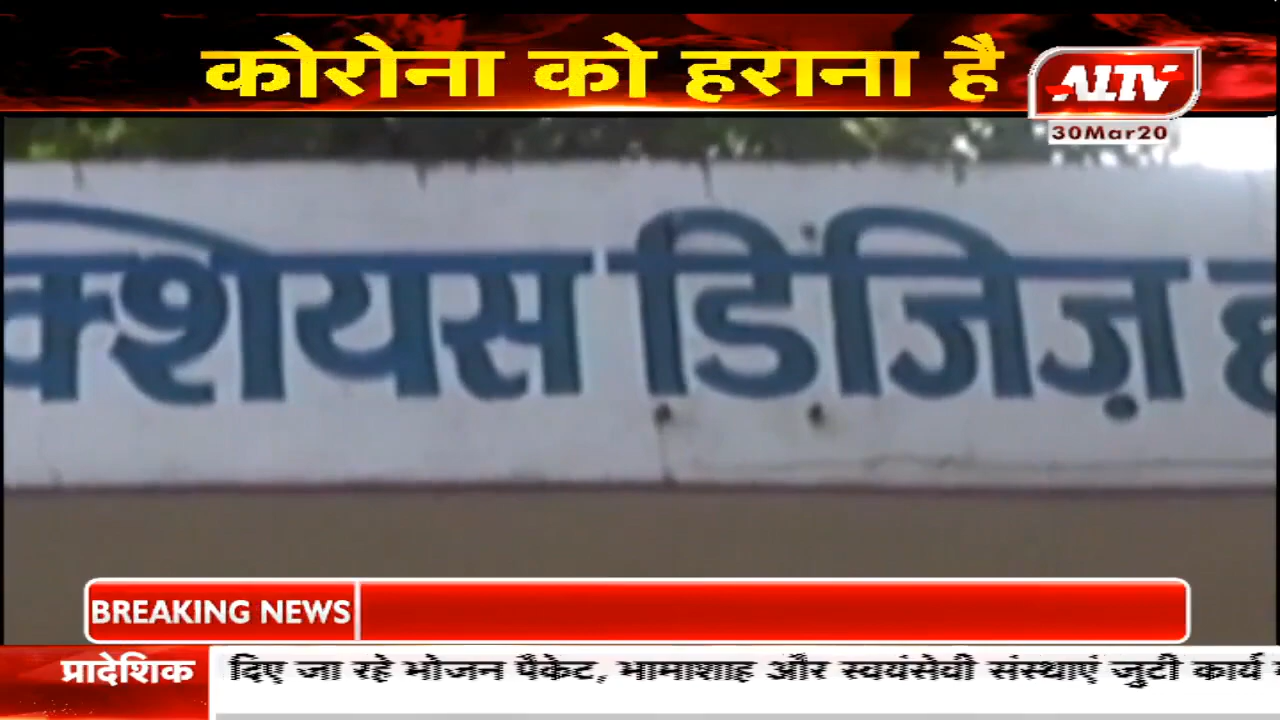 कोरोना को हराना है
ALTV
30Mar20
क्शियस डिज़िज़
BREAKING NEWS
प्रादेशिक
दिए जा रहे भोजन पैकेट, भामाशाह और स्वयंसेवी संस्थाएं जुटी कार्य